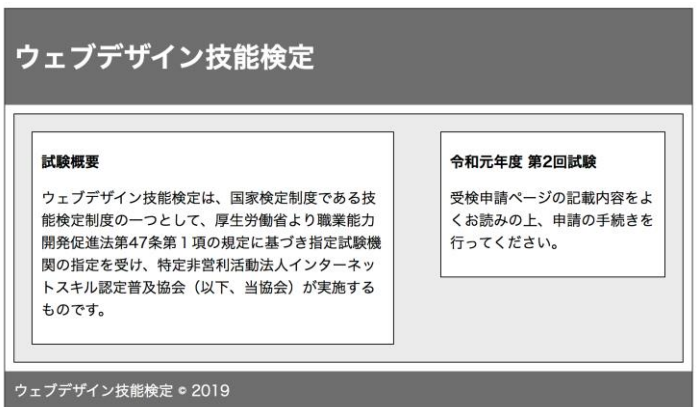 ウェブデザイン技能検定
試験概要
ウェブデザイン技能検定は、国家検定制度である技
能検定制度の一つとして、厚生労働省より職業能力
開発促進法第47条第１項の規定に基づき指定試験機
関の指定を受け、特定非営利活動法人インターネッ
トスキル認定普及協会（以下、当協会）が実施する
ものです。
令和元年度 第2回試験
受検申請ページの記載内容をよ
くお読みの上、申請の手続きを
行ってください。
ウェブデザイン技能検定 © 2019